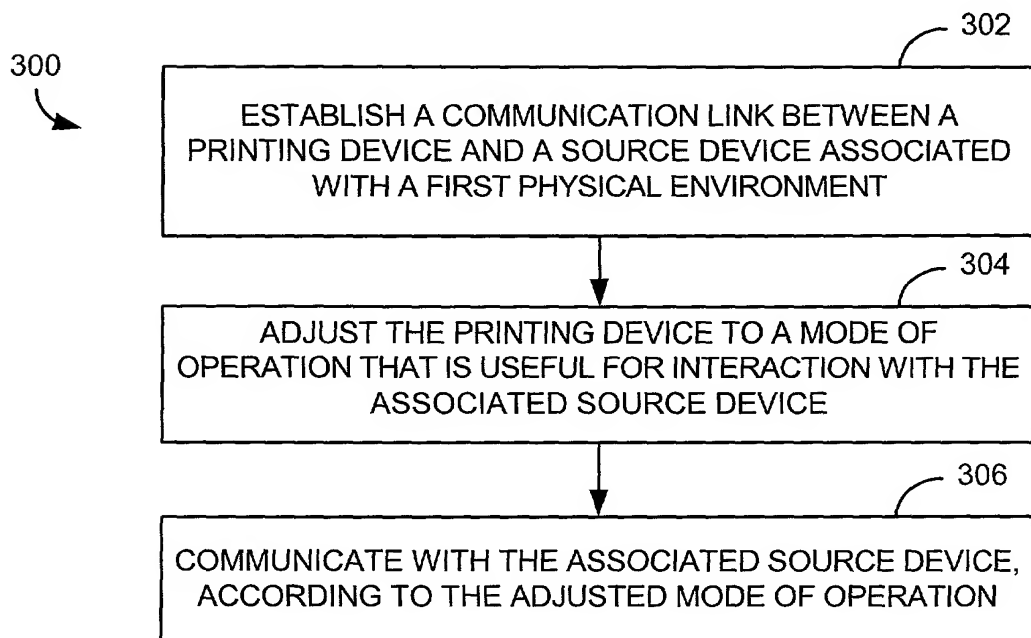 302
300
ESTABLISH A COMMUNICATION LINK BETWEEN A
PRINTING DEVICE AND A SOURCE DEVICE ASSOCIATED
WITH A FIRST PHYSICAL ENVIRONMENT
304
ADJUST THE PRINTING DEVICE TO A MODE OF
OPERATION THAT IS USEFUL FOR INTERACTION WITH THE
ASSOCIATED SOURCE DEVICE
306
COMMUNICATE WITH THE ASSOCIATED SOURCE DEVICE,
ACCORDING TO THE ADJUSTED MODE OF OPERATION